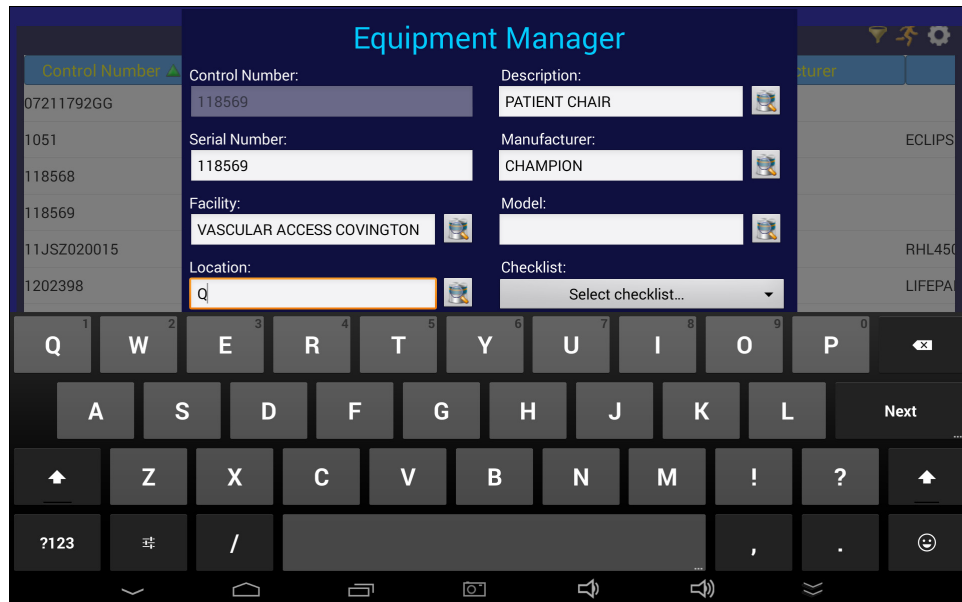 Equipment Manager
Control Number
turer
Control Number:
Description:
07211792GG
118569
PATIENT CHAIR
1051
Serial Number:
Manufacturer:
ECLIPS
118568
118569
CHAMPION
118569
Facility:
Model:
VASCULAR ACCESS COVINGTON
11JSZ020015
RHL450
Location:
Checklist:
1202398
Q
Select checklist...
LIFEPA
1 2 3 4 5 6 7 8 9 0
Q W E R T Y U I O P
A S D F G H J K L Next
...
Z X C V B N M ! ?
?123 / , .
...